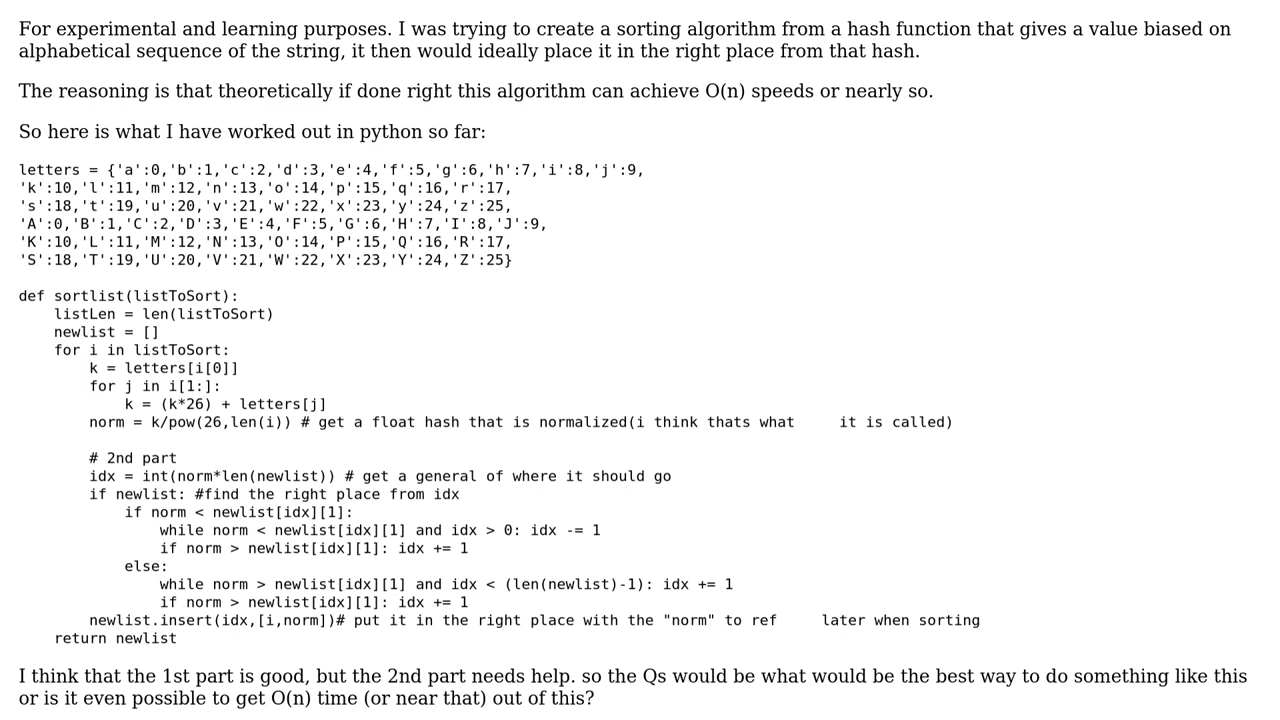 For experimental and learning purposes. I was trying to create a sorting algorithm from a hash function that gives a value biased on
alphabetical sequence of the string, it then would ideally place it in the right place from that hash.
The reasoning is that theoretically if done right this algorithm can achieve O(n) speeds or nearly so.
So here is what I have worked out in python so far:
letters = {'a':0,'b':1,'c':2,'d':3,'e':4,'f':5,'g':6,'h':7,'i':8,'j':9,
'k':10,'l':11,'m':12,'n':13,'o':14,'p':15,'q':16,'r':17,
's':18,'t':19,'u':20,'v':21,'w':22,'x':23,'y':24,'z':25,
'A':0,'B':1,'C':2,'D':3,'E':4,'F':5,'G':6,'H':7,'I':8,'J':9,
'K':10,'L':11,'M':12,'N':13,'O':14,'P':15,'Q':16,'R':17,
'S':18,'T':19,'U':20,'V':21,'W':22,'X':23,'Y':24,'Z':25}
def sortlist(listToSort):
    listLen = len(listToSort)
    newlist = []
    for i in listToSort:
        k = letters[i[0]]
        for j in i[1:]:
            k = (k*26) + letters[j]
        norm = k/pow(26,len(i)) # get a float hash that is normalized(i think thats what     it is called)
        # 2nd part
        idx = int(norm*len(newlist)) # get a general of where it should go
        if newlist: #find the right place from idx
            if norm < newlist[idx][1]:
                while norm < newlist[idx][1] and idx > 0: idx -= 1
                if norm > newlist[idx][1]: idx += 1
            else:
                while norm > newlist[idx][1] and idx < (len(newlist)-1): idx += 1
                if norm > newlist[idx][1]: idx += 1
        newlist.insert(idx,[i,norm])# put it in the right place with the "norm" to ref     later when sorting
    return newlist
I think that the 1st part is good, but the 2nd part needs help. so the Qs would be what would be the best way to do something like this
or is it even possible to get O(n) time (or near that) out of this?